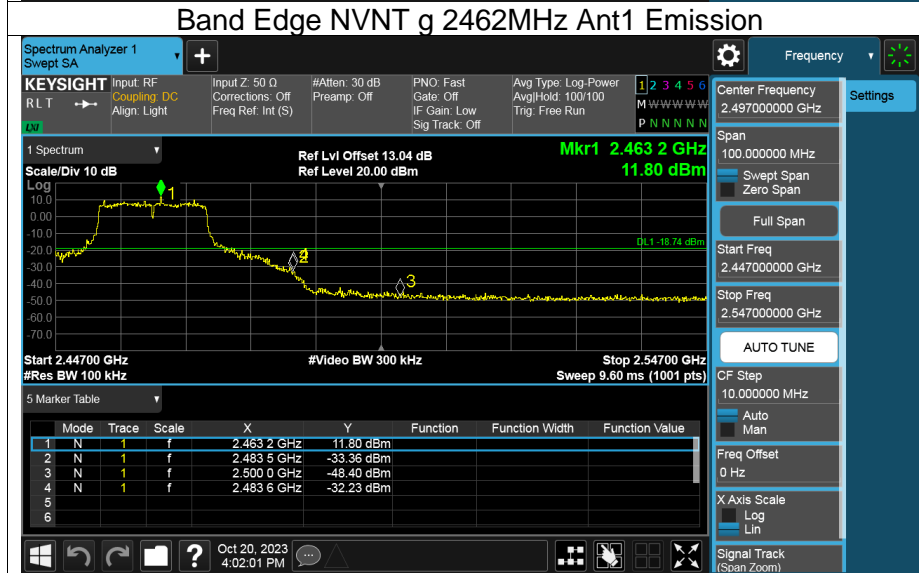 Band Edge NVNT g 2462MHz Ant1 Emission
Spectrum Analyzer 1
Swept SA
+
Frequency
KEYSIGHT
RLT
LXI
Input: RF
Coupling: DC
Align: Light
Input Z: 50 Ω
Corrections: Off
Freq Ref: Int (S)
#Atten: 30 dB
Preamp: Off
PNO: Fast
Gate: Off
IF Gain: Low
Sig Track: Off
Avg Type: Log-Power
Avg|Hold: 100/100
Trig: Free Run
1 2 3 4 5 6
M W W W W W
P N N N N N
1 Spectrum
Scale/Div 10 dB
Ref Lvl Offset 13.04 dB
Ref Level 20.00 dBm
Mkr1 2.463 2 GHz
11.80 dBm
Log
10.0
0.00
-10.0
-20.0
-30.0
-40.0
-50.0
-60.0
-70.0
1
3
DL1 -18.74 dBm
Start 2.44700 GHz
#Res BW 100 kHz
#Video BW 300 kHz
Stop 2.54700 GHz
Sweep 9.60 ms (1001 pts)
5 Marker Table
Mode Trace Scale X Y Function Function Width Function Value
1 N 1 f 2.463 2 GHz 11.80 dBm
2 N 1 f 2.483 5 GHz -33.36 dBm
3 N 1 f 2.500 0 GHz -48.40 dBm
4 N 1 f 2.483 6 GHz -32.23 dBm
5
6
?
Oct 20, 2023
4:02:01 PM
Center Frequency
2.497000000 GHz
Span
100.000000 MHz
Swept Span
Zero Span
Full Span
Start Freq
2.447000000 GHz
Stop Freq
2.547000000 GHz
AUTO TUNE
CF Step
10.000000 MHz
Auto
Man
Freq Offset
0 Hz
X Axis Scale
Log
Lin
Signal Track
(Span Zoom)
Settings